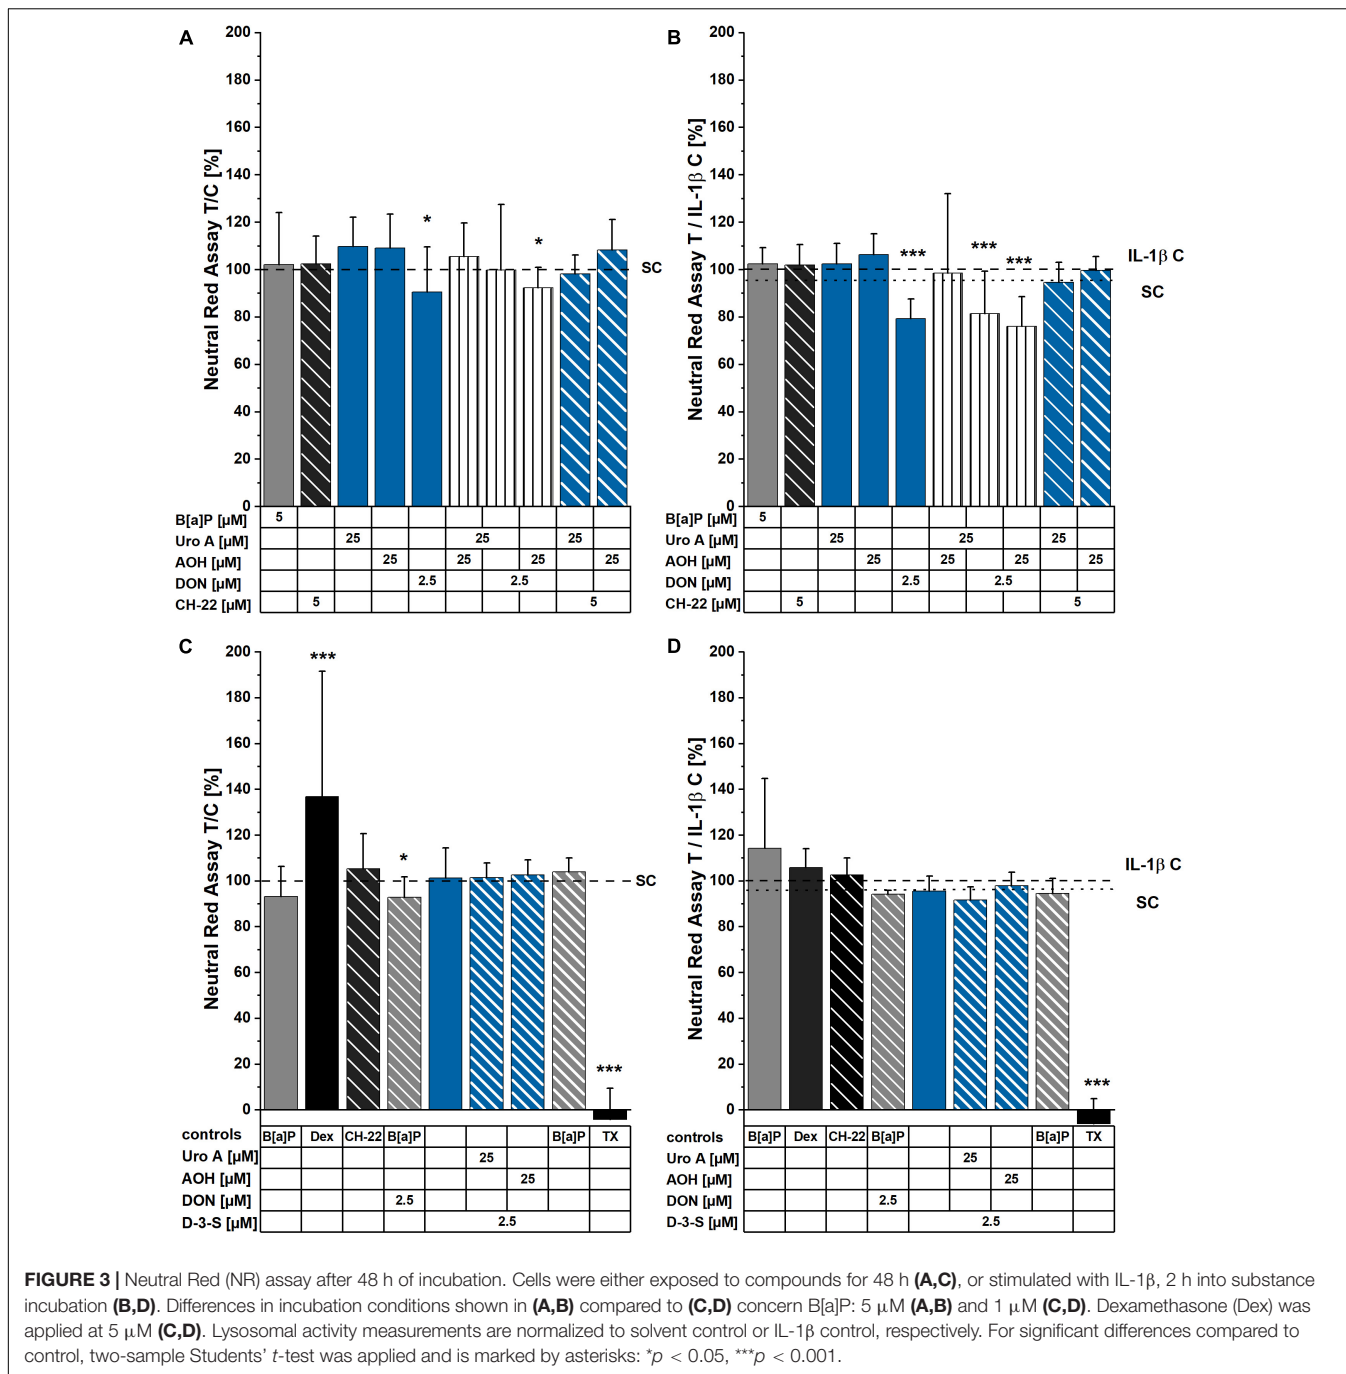 A
Neutral Red Assay T/C [%]
200
180
160
140
120
100
80
60
40
20
0
*
*
SC
B[a]P [µM] 5
Uro A [µM] 25 25 25
AOH [µM] 25 25 25 25
DON [µM] 2.5 2.5
CH-22 [µM] 5 5
B
Neutral Red Assay T / IL-1β C [%]
200
180
160
140
120
100
80
60
40
20
0
***
***
***
IL-1β C
SC
B[a]P [µM] 5
Uro A [µM] 25 25 25
AOH [µM] 25 25 25 25
DON [µM] 2.5 2.5
CH-22 [µM] 5 5
C
Neutral Red Assay T/C [%]
200
180
160
140
120
100
80
60
40
20
0
***
*
***
SC
controls B[a]P Dex CH-22 B[a]P B[a]P TX
Uro A [µM] 25
AOH [µM] 25
DON [µM] 2.5
D-3-S [µM] 2.5
D
Neutral Red Assay T / IL-1β C [%]
200
180
160
140
120
100
80
60
40
20
0
***
IL-1β C
SC
controls B[a]P Dex CH-22 B[a]P B[a]P TX
Uro A [µM] 25
AOH [µM] 25
DON [µM] 2.5
D-3-S [µM] 2.5
FIGURE 3 | Neutral Red (NR) assay after 48 h of incubation. Cells were either exposed to compounds for 48 h (A,C), or stimulated with IL-1β, 2 h into substance
incubation (B,D). Differences in incubation conditions shown in (A,B) compared to (C,D) concern B[a]P: 5 µM (A,B) and 1 µM (C,D). Dexamethasone (Dex) was
applied at 5 µM (C,D). Lysosomal activity measurements are normalized to solvent control or IL-1β control, respectively. For significant differences compared to
control, two-sample Students' t-test was applied and is marked by asterisks: *p < 0.05, ***p < 0.001.